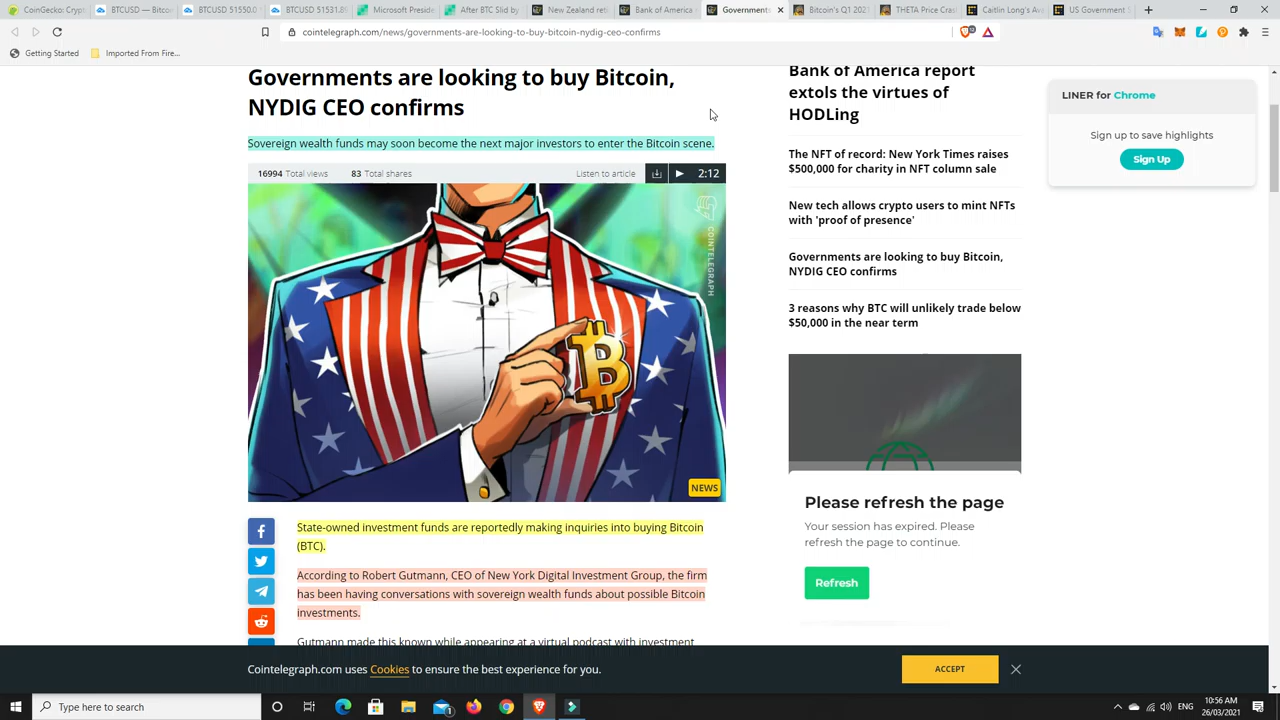 CoinGecko: Crypt
BTCUSD — Bitcoi
BTCUSD 51550.0
BTCUSD 51531.0
Microsoft Preside
After BTC Slid by
New Zealand reti
Bank of America
Governments
Bitcoin's Q1 2021
THETA Price Cras
Caitlin Long's Ava
US Government S
cointelegraph.com/news/governments-are-looking-to-buy-bitcoin-nydig-ceo-confirms
Getting Started
Imported From Fire...
Governments are looking to buy Bitcoin,
NYDIG CEO confirms
Sovereign wealth funds may soon become the next major investors to enter the Bitcoin scene.
16994 Total views
83 Total shares
Listen to article
2:12
COINTELEGRAPH
NEWS
State-owned investment funds are reportedly making inquiries into buying Bitcoin
(BTC).
According to Robert Gutmann, CEO of New York Digital Investment Group, the firm
has been having conversations with sovereign wealth funds about possible Bitcoin
investments.
Gutmann made this known while appearing at a virtual podcast with investment
Bank of America report
extols the virtues of
HODLing
The NFT of record: New York Times raises
$500,000 for charity in NFT column sale
New tech allows crypto users to mint NFTs
with 'proof of presence'
Governments are looking to buy Bitcoin,
NYDIG CEO confirms
3 reasons why BTC will unlikely trade below
$50,000 in the near term
Please refresh the page
Your session has expired. Please
refresh the page to continue.
Refresh
LINER for Chrome
Sign up to save highlights
Sign Up
Cointelegraph.com uses Cookies to ensure the best experience for you.
ACCEPT
Type here to search
ENG
10:56 AM
26/03/2021